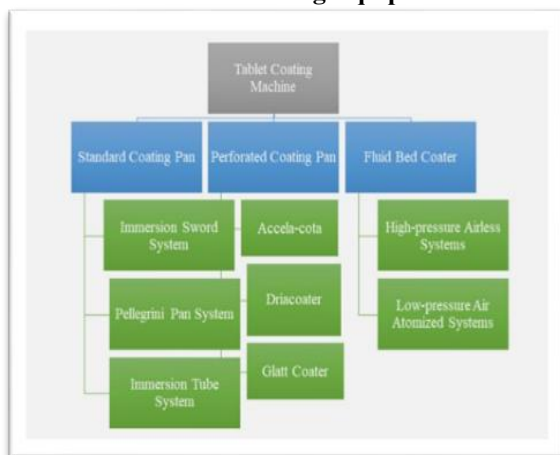 Tablet Coating
Machine
Standard Coating Pan
Perforated Coating Pan
Fluid Bed Coater
Immersion Sword
System
Pellegrini Pan System
Immersion Tube
System
Accela-cota
Driacoater
Glatt Coater
High-pressure Airless
Systems
Low-pressure Air
Atomized Systems